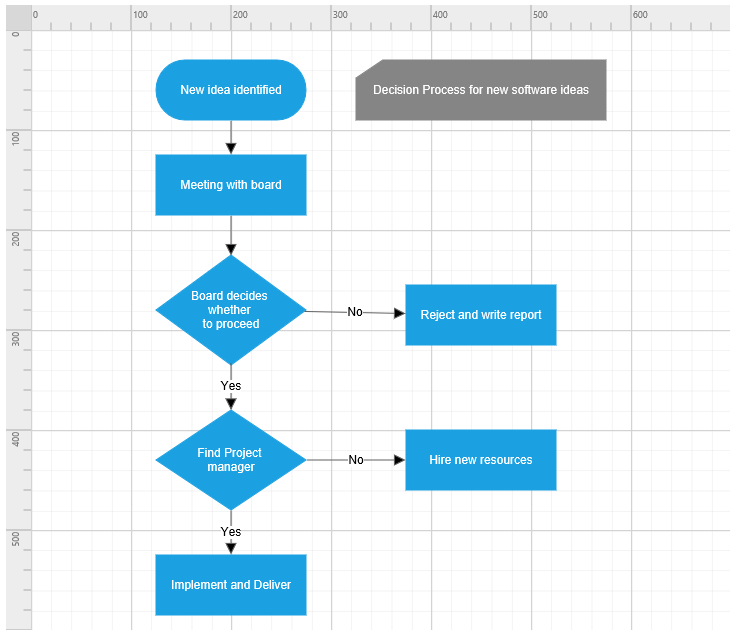 0
100
200
300
400
500
600
0
100
200
300
400
500
New idea identified
Decision Process for new software ideas
Meeting with board
Board decides
whether
to proceed
No
Reject and write report
Yes
Find Project
manager
No
Hire new resources
Yes
Implement and Deliver